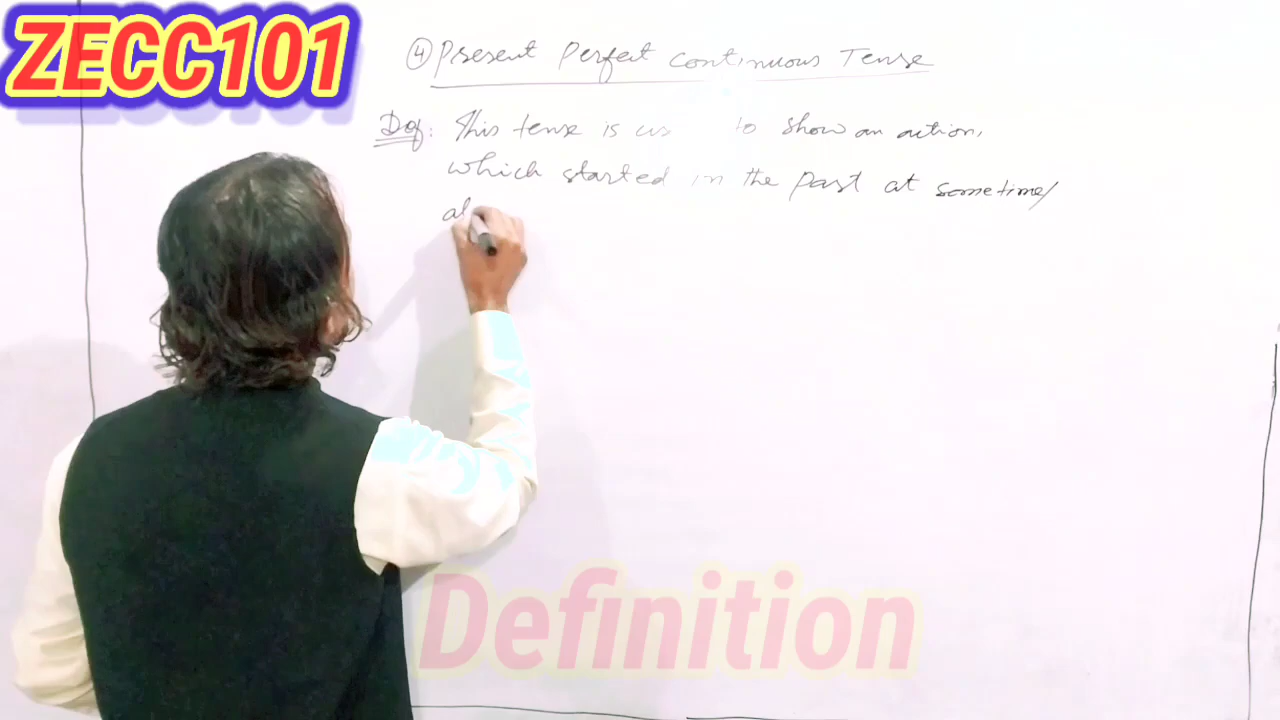 ZECC101
④ Present Perfect Continuous Tense
Def: This tense is us to show an action,
which started in the past at sometime/
al
Definition